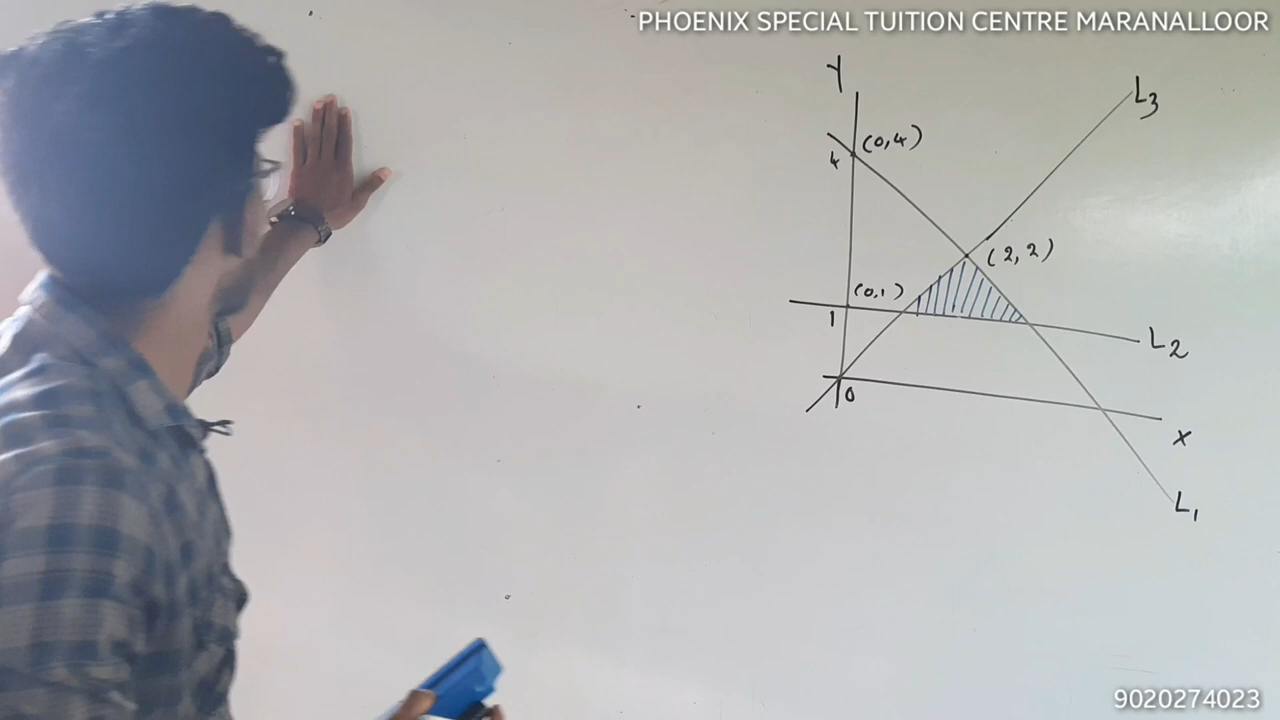 PHOENIX SPECIAL TUITION CENTRE MARANALLOOR
Y
L3
(0,4)
4
(2,2)
(0,1)
1
L2
0
X
L1
9020274023